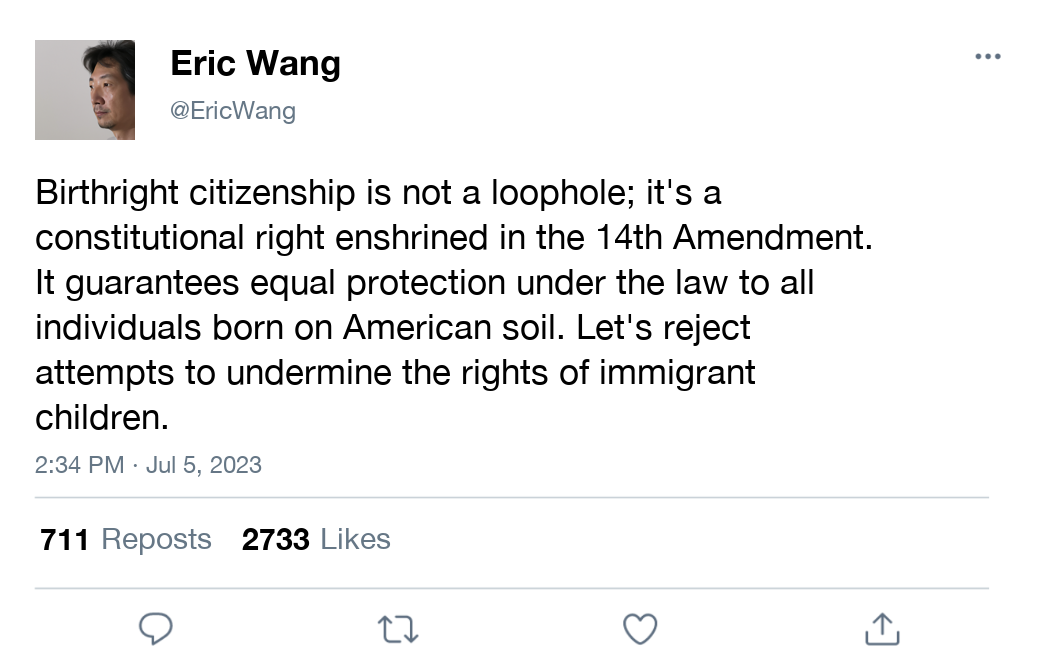 Eric Wang
@EricWang
Birthright citizenship is not a loophole; it's a
constitutional right enshrined in the 14th Amendment.
It guarantees equal protection under the law to all
individuals born on American soil. Let's reject
attempts to undermine the rights of immigrant
children.
2:34 PM · Jul 5, 2023
711 Reposts 2733 Likes